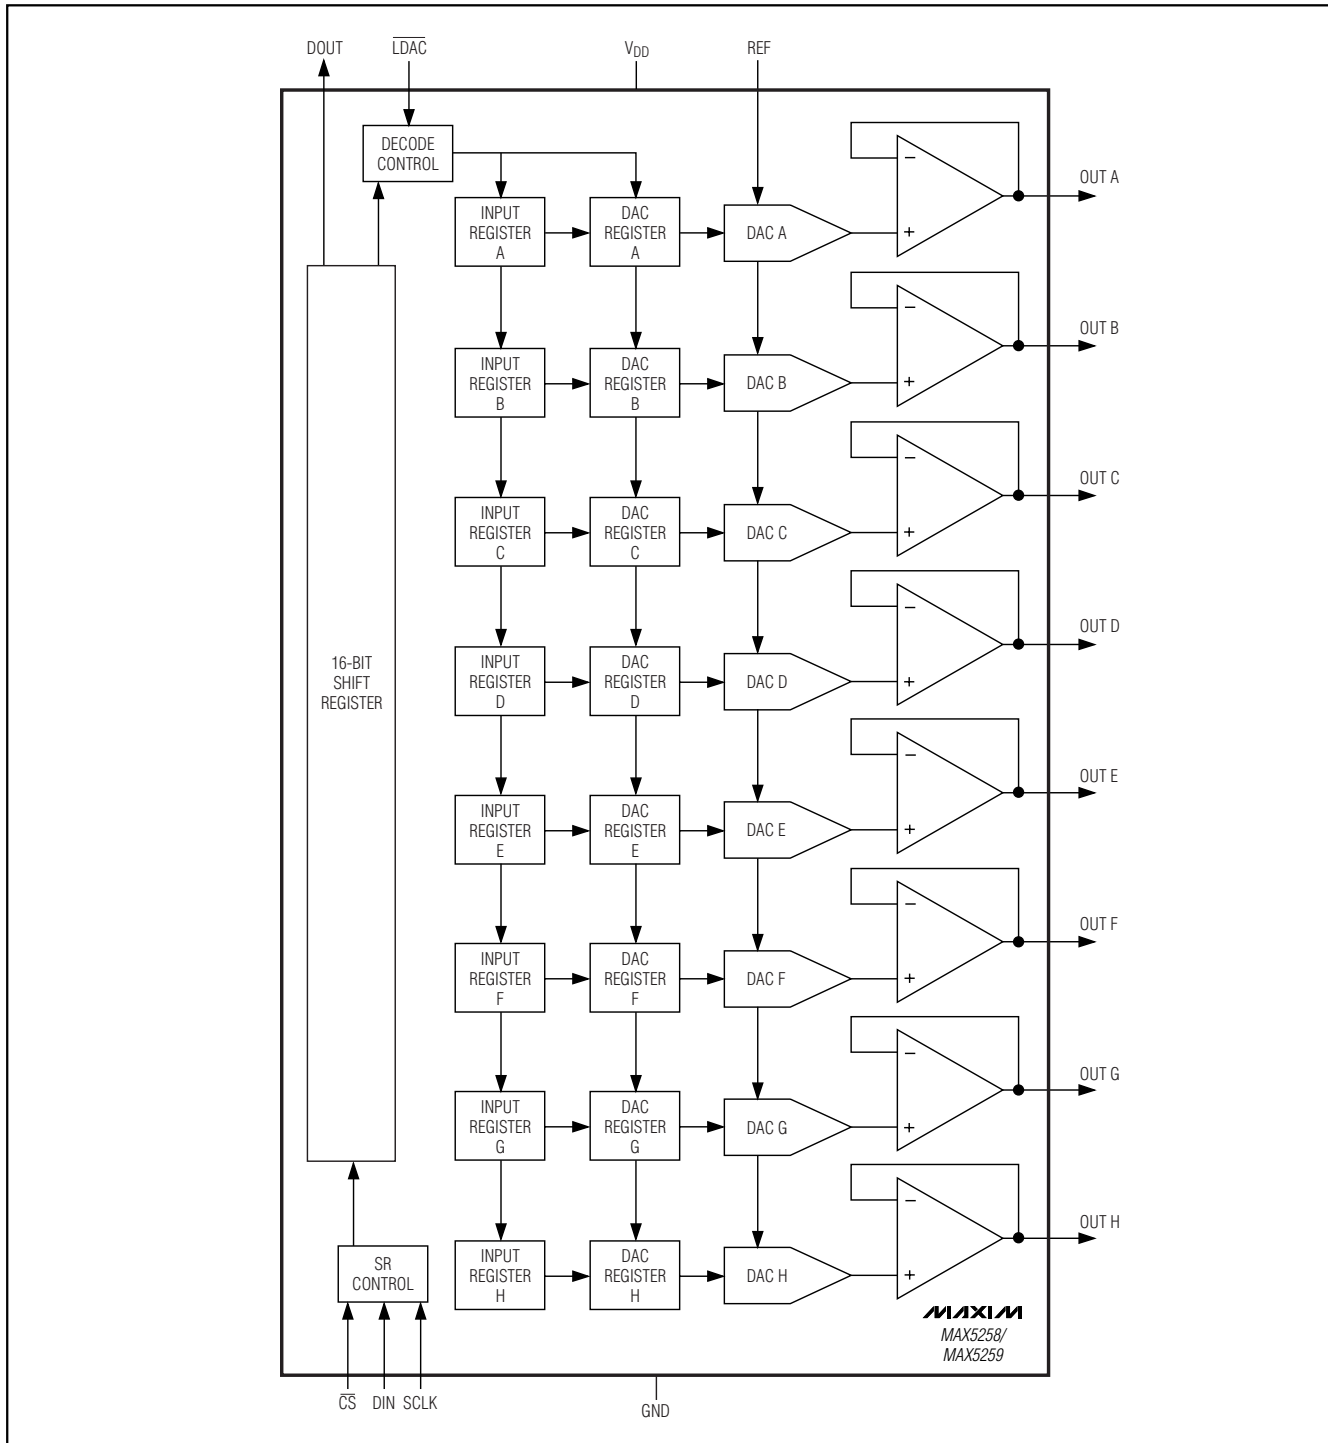 DOUT
LDAC
VDD
REF
DECODE
CONTROL
INPUT
REGISTER
A
DAC
REGISTER
A
DAC A
−
+
OUT A
INPUT
REGISTER
B
DAC
REGISTER
B
DAC B
−
+
OUT B
INPUT
REGISTER
C
DAC
REGISTER
C
DAC C
−
+
OUT C
16-BIT
SHIFT
REGISTER
INPUT
REGISTER
D
DAC
REGISTER
D
DAC D
−
+
OUT D
INPUT
REGISTER
E
DAC
REGISTER
E
DAC E
−
+
OUT E
INPUT
REGISTER
F
DAC
REGISTER
F
DAC F
−
+
OUT F
INPUT
REGISTER
G
DAC
REGISTER
G
DAC G
−
+
OUT G
SR
CONTROL
INPUT
REGISTER
H
DAC
REGISTER
H
DAC H
−
+
OUT H
MAXIM
MAX5258/
MAX5259
CS
DIN
SCLK
GND